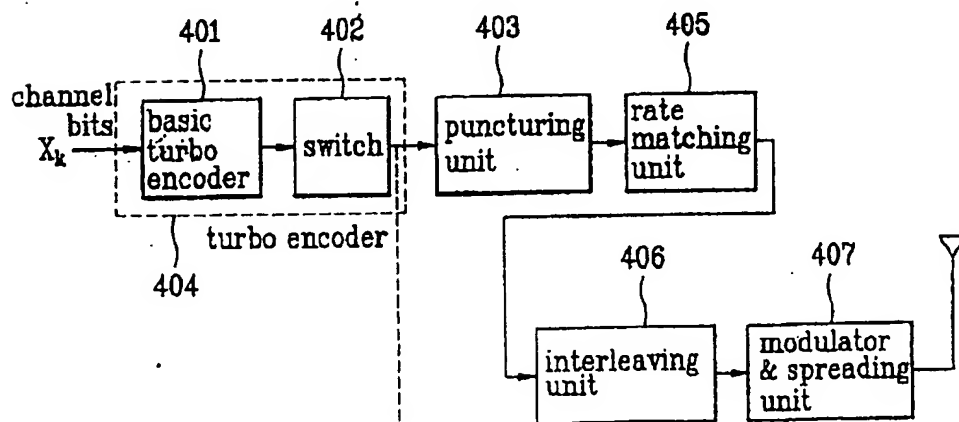 401
402
403
405
channel
bits
Xk
basic
turbo
encoder
switch
puncturing
unit
rate
matching
unit
turbo encoder
404
406
407
interleaving
unit
modulator
& spreading
unit